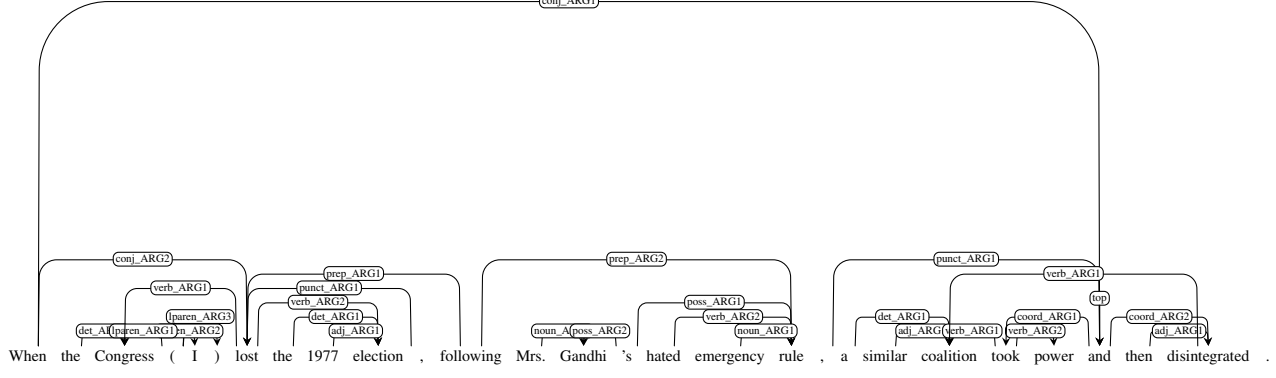 conj_ARG1
conj_ARG2 prep_ARG2 punct_ARG1
prep_ARG1 verb_ARG1
verb_ARG1 punct_ARG1
verb_ARG2 poss_ARG1 top
lparen_ARG3 det_ARG1 verb_ARG2 det_ARG1 coord_ARG1 coord_ARG2
lparen_ARG1 adj_ARG1 poss_ARG2 noun_ARG1 verb_ARG1 verb_ARG2 adj_ARG1
When the Congress ( I ) lost the 1977 election , following Mrs. Gandhi 's hated emergency rule , a similar coalition took power and then disintegrated .